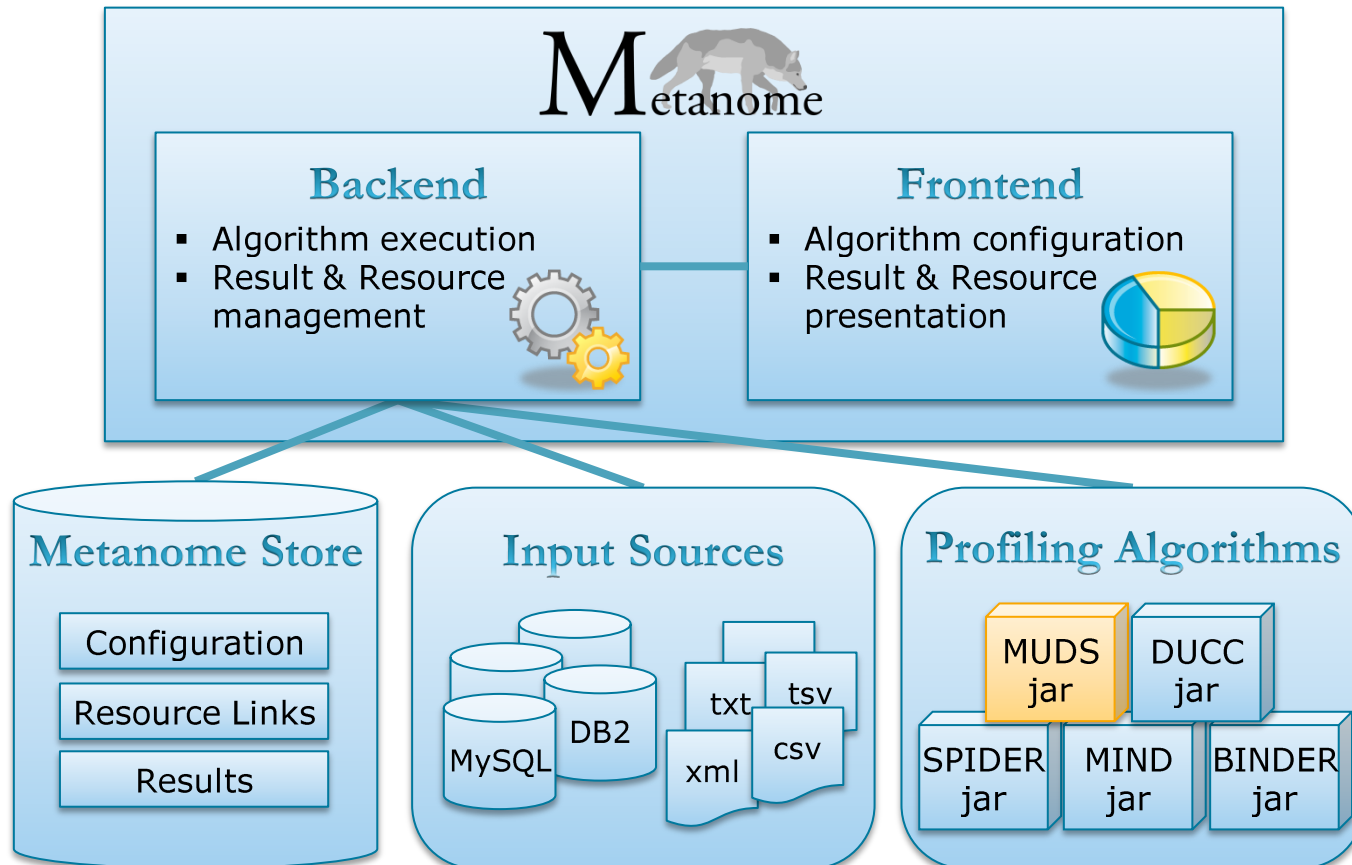 Metanome
Backend
▪ Algorithm execution
▪ Result & Resource
management
Frontend
▪ Algorithm configuration
▪ Result & Resource
presentation
Metanome Store
Configuration
Resource Links
Results
Input Sources
MySQL
DB2
txt
tsv
xml
csv
Profiling Algorithms
MUDS
jar
DUCC
jar
SPIDER
jar
MIND
jar
BINDER
jar